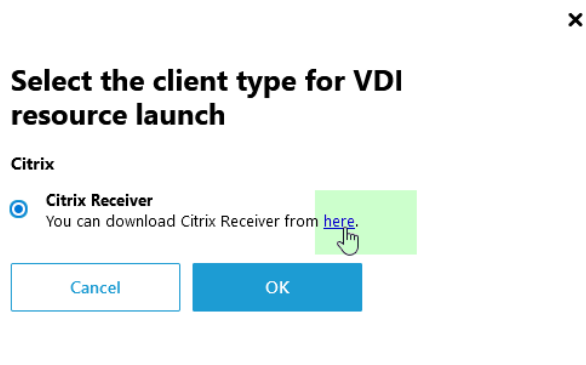 Select the client type for VDI
resource launch
Citrix
Citrix Receiver
You can download Citrix Receiver from here.
Cancel OK